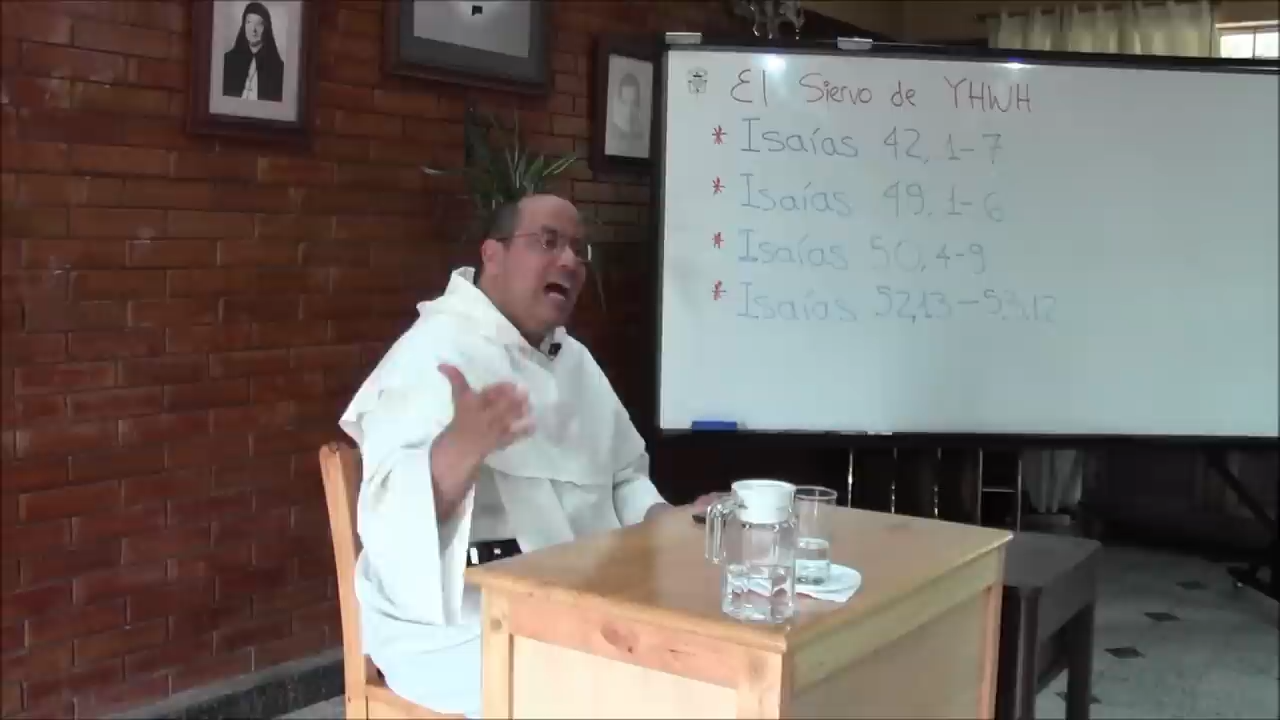 El Siervo de YHWH
* Isaías 42, 1-7
* Isaías 49, 1-6
* Isaías 50, 4-9
* Isaías 52,13-53,12